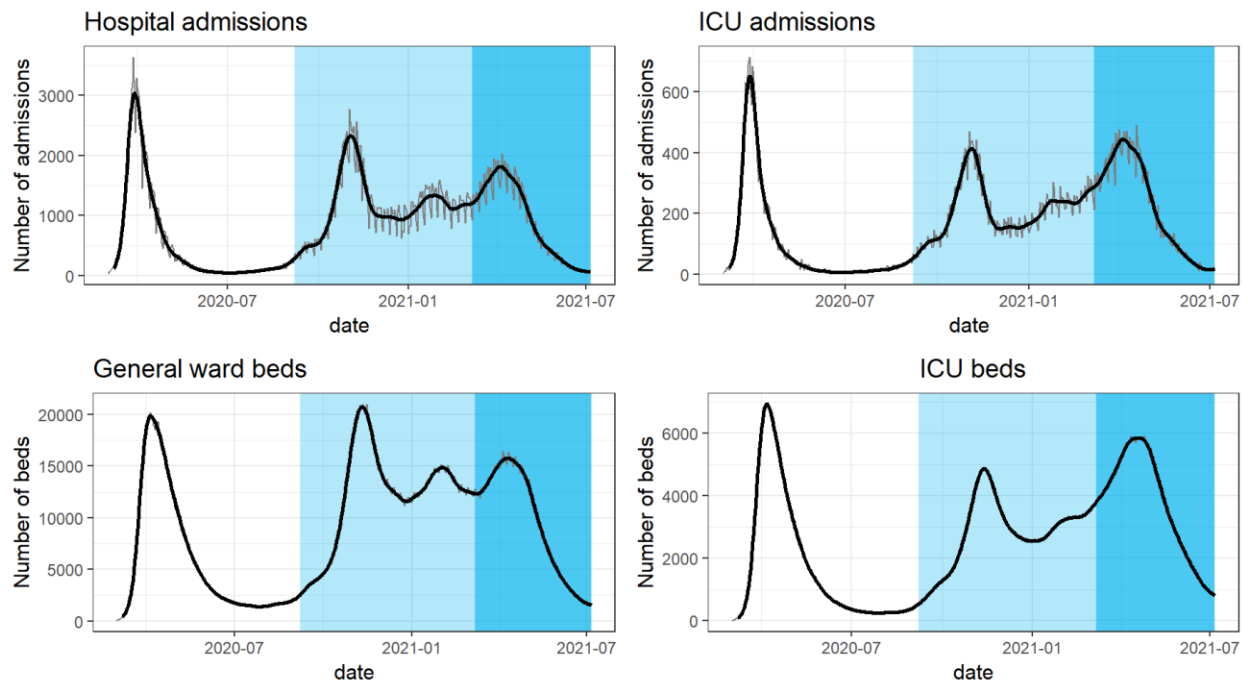 Hospital admissions
Number of admissions
3000
2000
1000
0
2020-07 2021-01 2021-07
date
ICU admissions
Number of admissions
600
400
200
0
2020-07 2021-01 2021-07
date
General ward beds
Number of beds
20000
15000
10000
5000
0
2020-07 2021-01 2021-07
date
ICU beds
Number of beds
6000
4000
2000
0
2020-07 2021-01 2021-07
date